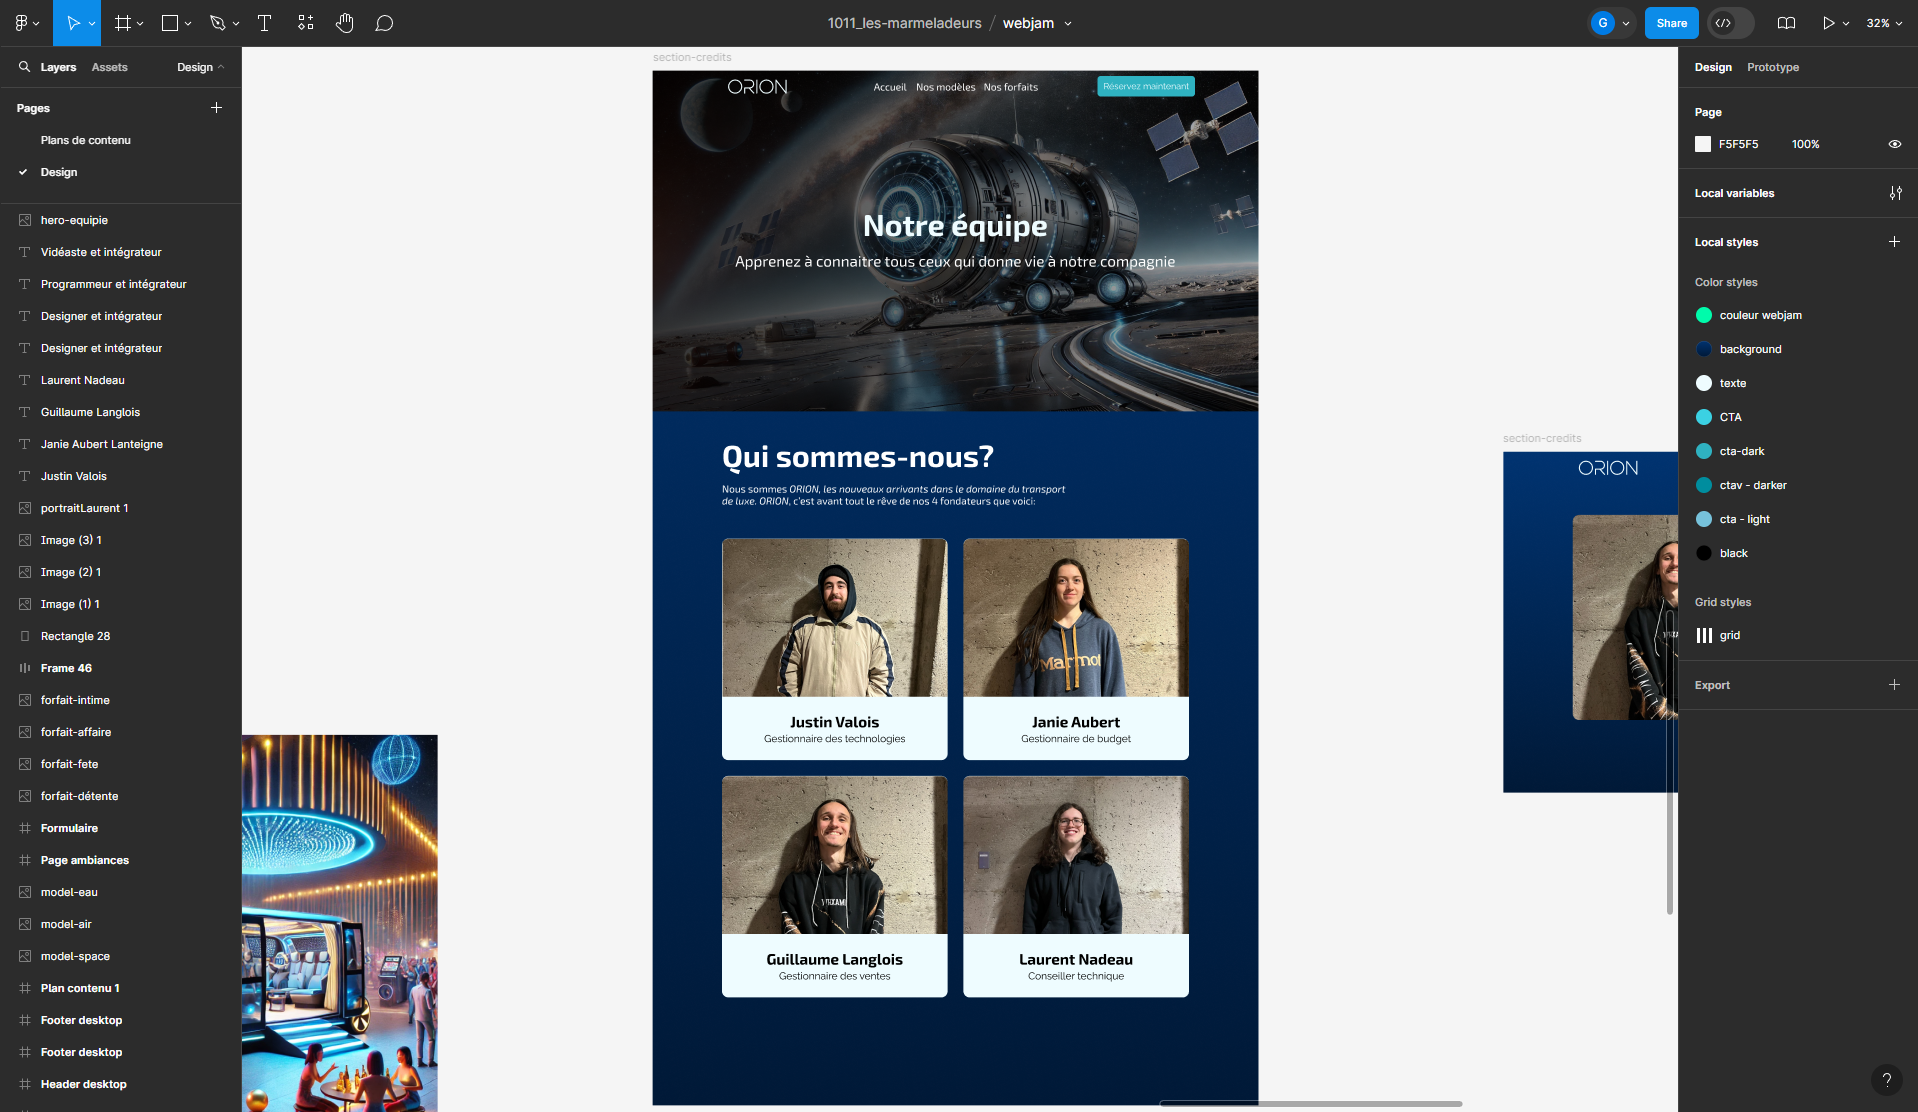 1011_les-marmeladeurs / webjam
G
Share
32%
Layers
Assets
Design
Pages
Plans de contenu
Design
hero-equipie
Vidéaste et intégrateur
Programmeur et intégrateur
Designer et intégrateur
Designer et intégrateur
Laurent Nadeau
Guillaume Langlois
Janie Aubert Lanteigne
Justin Valois
portraitLaurent 1
Image (3) 1
Image (2) 1
Image (1) 1
Rectangle 28
Frame 46
forfait-intime
forfait-affaire
forfait-fete
forfait-détente
Formulaire
Page ambiances
model-eau
model-air
model-space
Plan contenu 1
Footer desktop
Footer desktop
Header desktop
section-credits
ORION
Accueil
Nos modèles
Nos forfaits
Réservez maintenant
Notre équipe
Apprenez à connaitre tous ceux qui donne vie à notre compagnie
Qui sommes-nous?
Nous sommes ORION, les nouveaux arrivants dans le domaine du transport
de luxe. ORION, c'est avant tout le rêve de nos 4 fondateurs que voici:
Marmot
Justin Valois
Gestionnaire des technologies
Janie Aubert
Gestionnaire de budget
Guillaume Langlois
Gestionnaire des ventes
Laurent Nadeau
Conseiller technique
section-credits
ORION
Design
Prototype
Page
F5F5F5
100%
Local variables
Local styles
Color styles
couleur webjam
background
texte
CTA
cta-dark
ctav - darker
cta - light
black
Grid styles
grid
Export
?